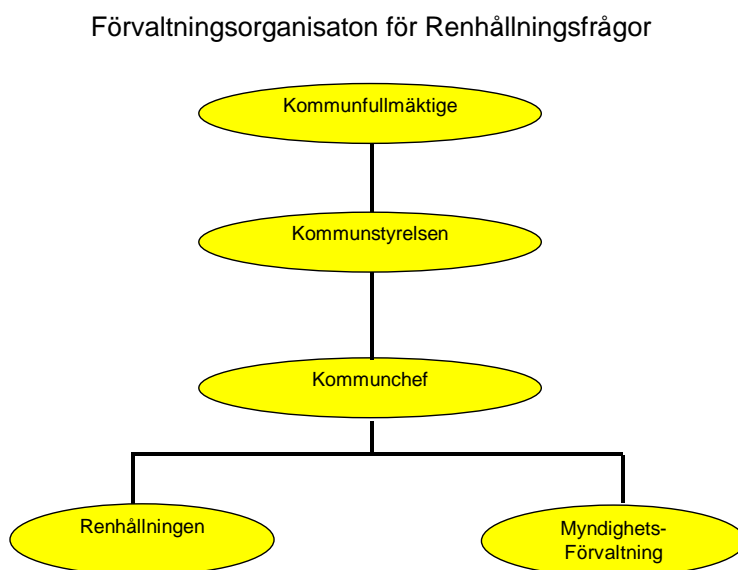 Förvaltningsorganisaton för Renhållningsfrågor
Kommunfullmäktige
Kommunstyrelsen
Kommunchef
Renhållningen
Myndighets-
Förvaltning